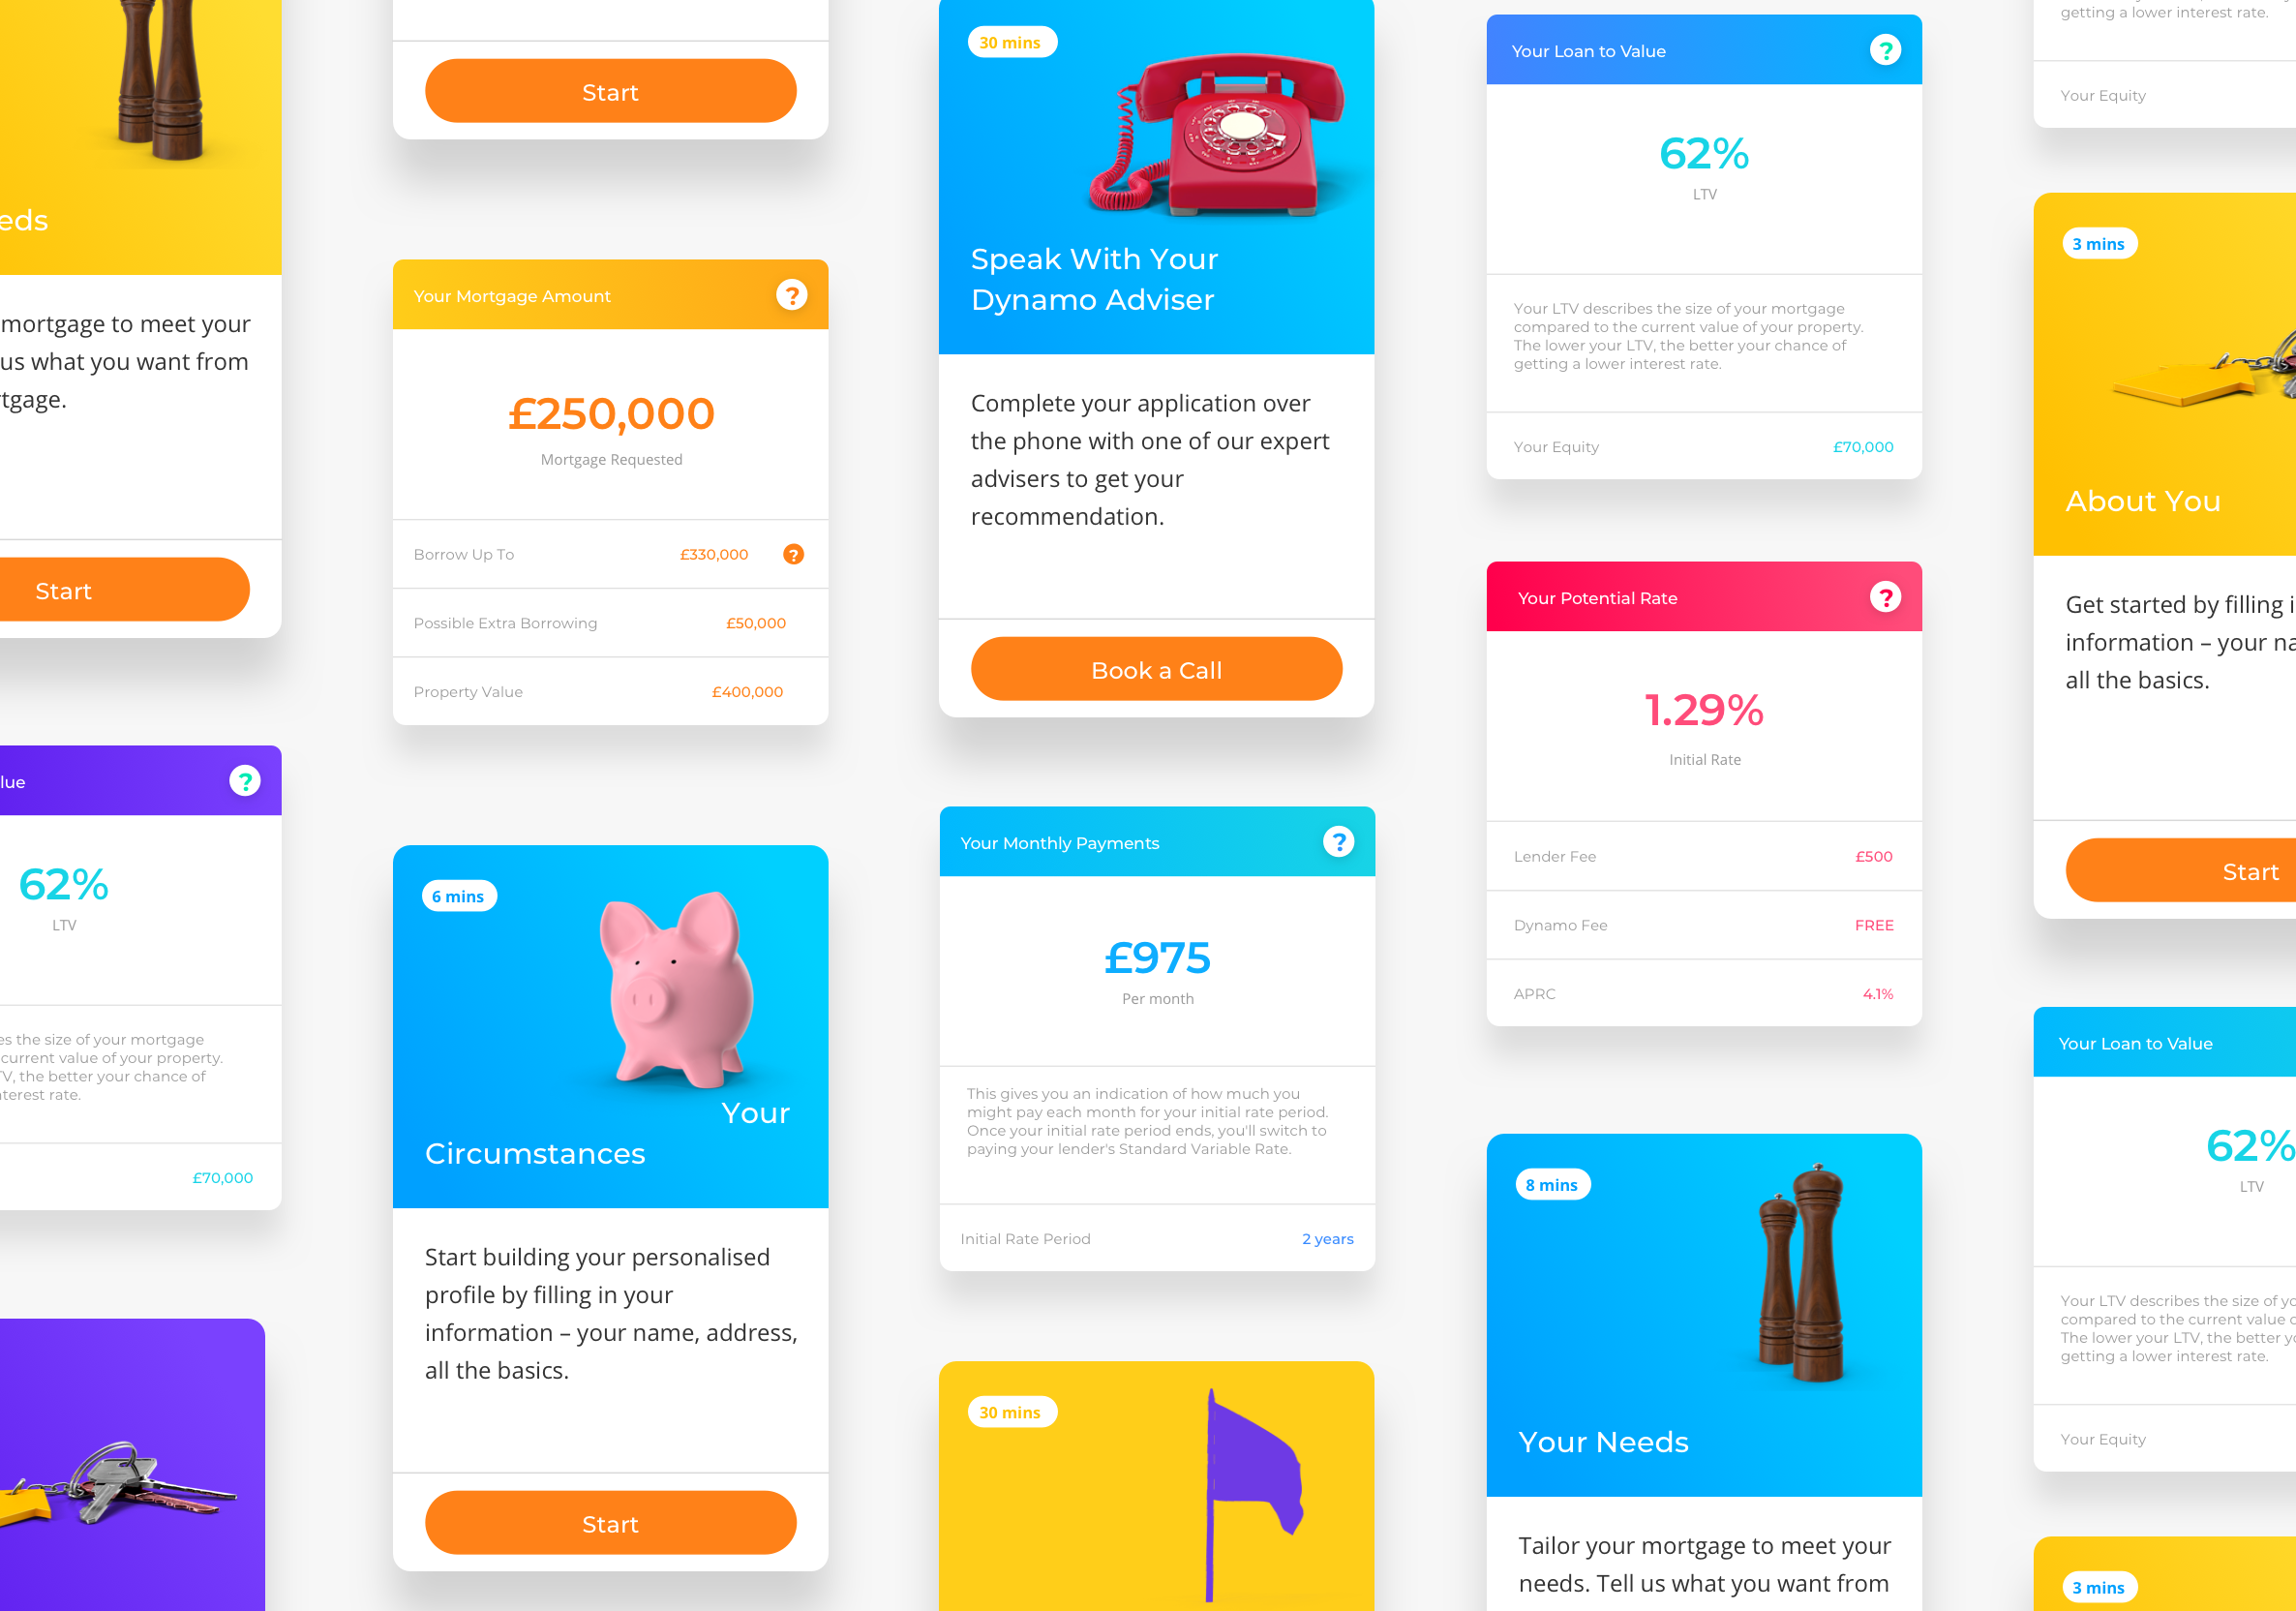 eds
mortgage to meet your
us what you want from
tgage.
Start
lue
?
62%
LTV
es the size of your mortgage
current value of your property.
V, the better your chance of
terest rate.
£70,000
Start
Your Mortgage Amount
?
£250,000
Mortgage Requested
Borrow Up To £330,000 ?
Possible Extra Borrowing £50,000
Property Value £400,000
6 mins
Your
Circumstances
Start building your personalised
profile by filling in your
information – your name, address,
all the basics.
Start
30 mins
Speak With Your
Dynamo Adviser
Complete your application over
the phone with one of our expert
advisers to get your
recommendation.
Book a Call
Your Monthly Payments
?
£975
Per month
This gives you an indication of how much you
might pay each month for your initial rate period.
Once your initial rate period ends, you'll switch to
paying your lender's Standard Variable Rate.
Initial Rate Period 2 years
30 mins
Your Loan to Value
?
62%
LTV
Your LTV describes the size of your mortgage
compared to the current value of your property.
The lower your LTV, the better your chance of
getting a lower interest rate.
Your Equity £70,000
Your Potential Rate
?
1.29%
Initial Rate
Lender Fee £500
Dynamo Fee FREE
APRC 4.1%
8 mins
Your Needs
Tailor your mortgage to meet your
needs. Tell us what you want from
getting a lower interest rate.
Your Equity
3 mins
About You
Get started by filling i
information – your na
all the basics.
Start
Your Loan to Value
62%
LTV
Your LTV describes the size of yo
compared to the current value o
The lower your LTV, the better yo
getting a lower interest rate.
Your Equity
3 mins